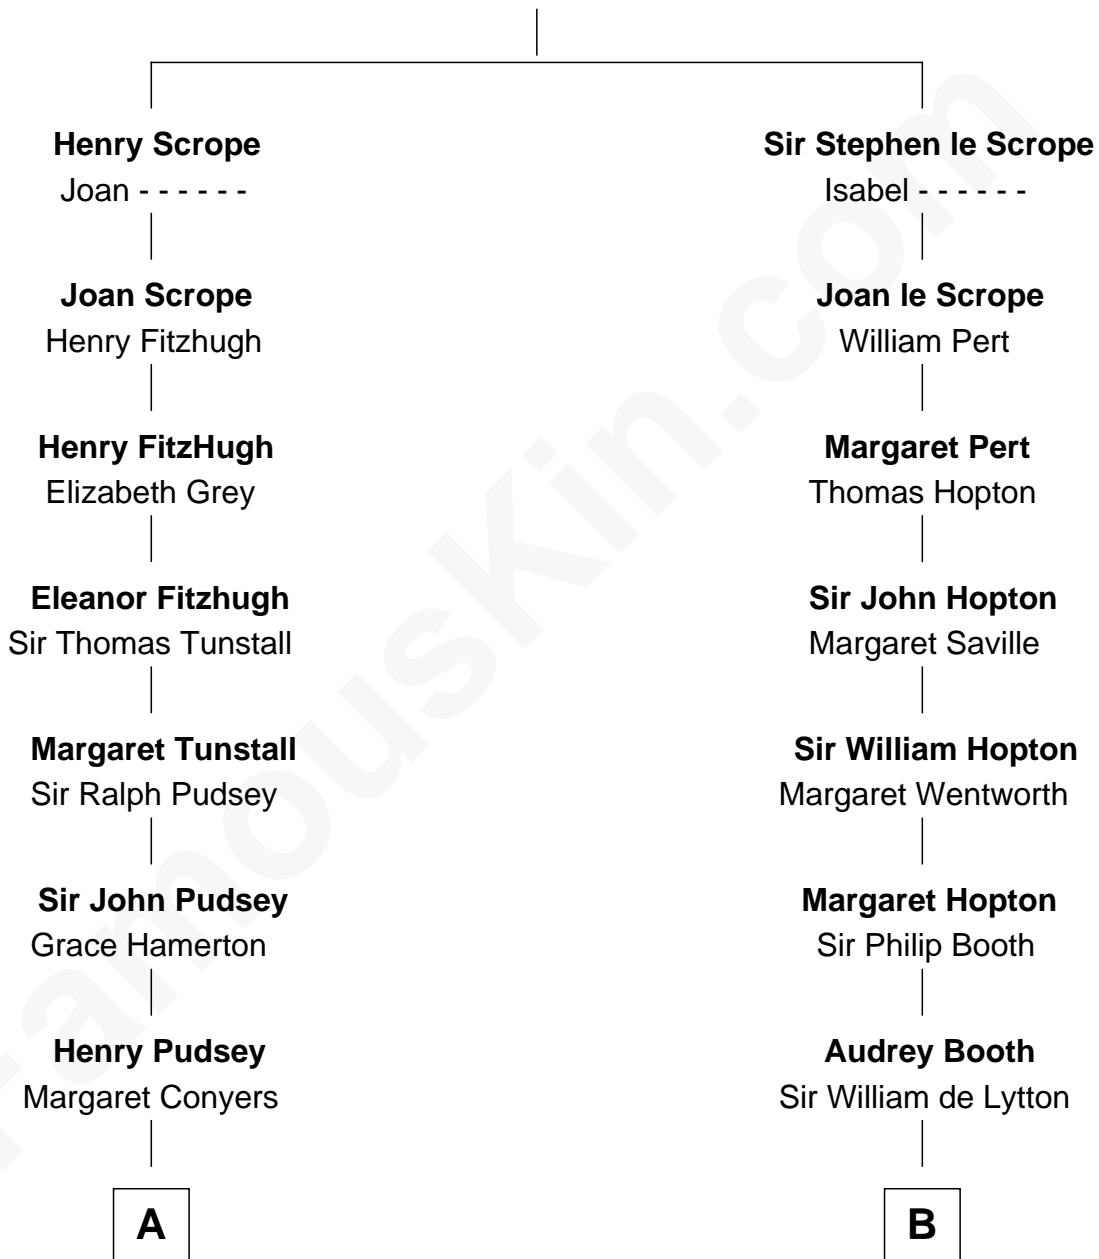 Henry Scrope
Joan - - - - - -
Joan Scrope
Henry Fitzhugh
Henry FitzHugh
Elizabeth Grey
Eleanor Fitzhugh
Sir Thomas Tunstall
Margaret Tunstall
Sir Ralph Pudsey
Sir John Pudsey
Grace Hamerton
Henry Pudsey
Margaret Conyers
A
Sir Stephen le Scrope
Isabel - - - - - -
Joan le Scrope
William Pert
Margaret Pert
Thomas Hopton
Sir John Hopton
Margaret Saville
Sir William Hopton
Margaret Wentworth
Margaret Hopton
Sir Philip Booth
Audrey Booth
Sir William de Lytton
B
FamousKin.com